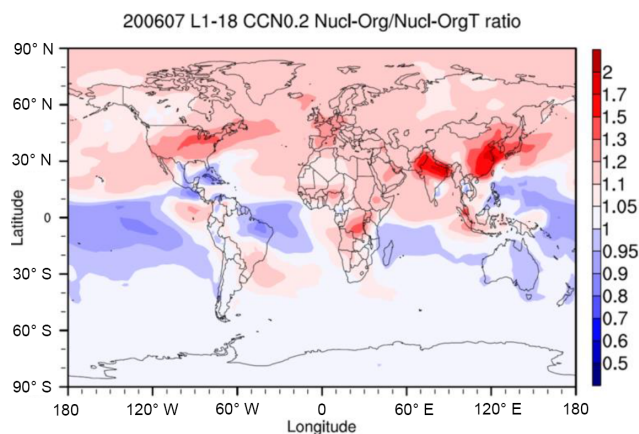 200607 L1-18 CCN0.2 Nucl-Org/Nucl-OrgT ratio
90° N
60° N
30° N
0
30° S
60° S
90° S
Latitude
180 120° W 60° W 0 60° E 120° E 180
Longitude
2
1.7
1.5
1.3
1.2
1.1
1.05
1
0.95
0.9
0.8
0.7
0.6
0.5